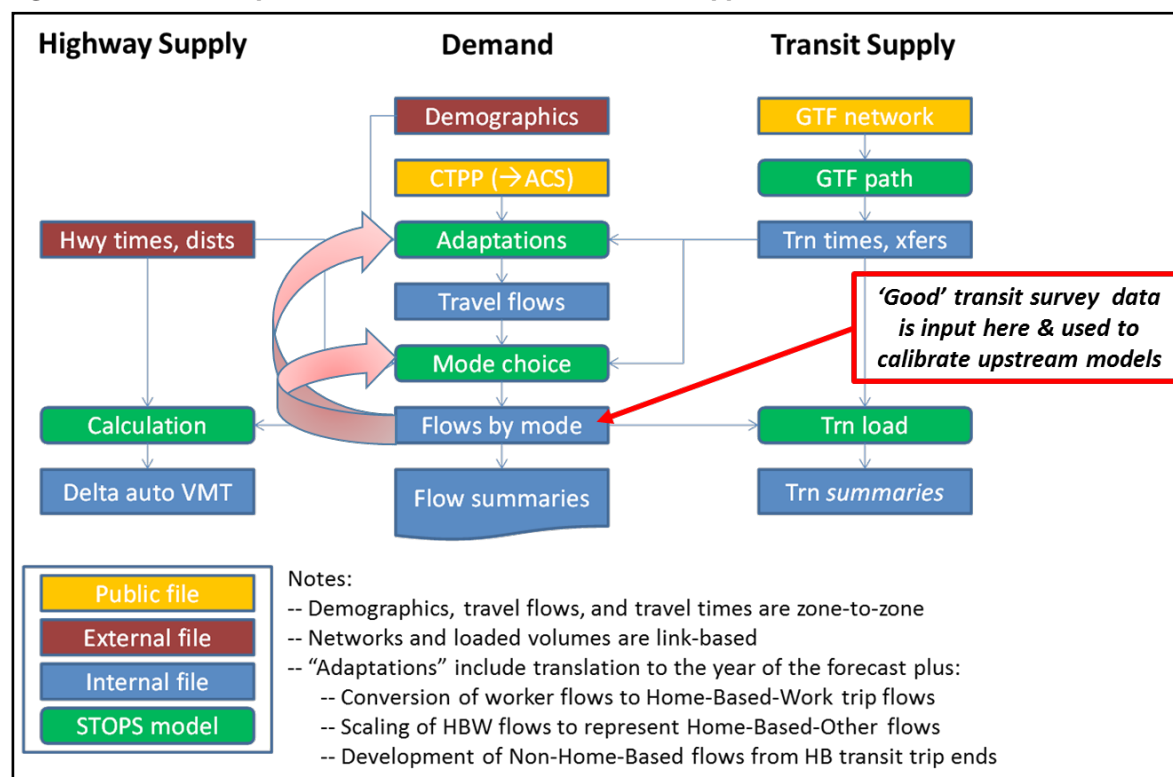 Highway Supply
Demand
Transit Supply
Demographics
GTF network
CTPP (→ACS)
GTF path
Hwy times, dists
Adaptations
Trn times, xfers
Travel flows
'Good' transit survey data
is input here & used to
calibrate upstream models
Mode choice
Calculation
Flows by mode
Trn load
Delta auto VMT
Flow summaries
Trn summaries
Public file
External file
Internal file
STOPS model
Notes:
-- Demographics, travel flows, and travel times are zone-to-zone
-- Networks and loaded volumes are link-based
-- “Adaptations” include translation to the year of the forecast plus:
-- Conversion of worker flows to Home-Based-Work trip flows
-- Scaling of HBW flows to represent Home-Based-Other flows
-- Development of Non-Home-Based flows from HB transit trip ends